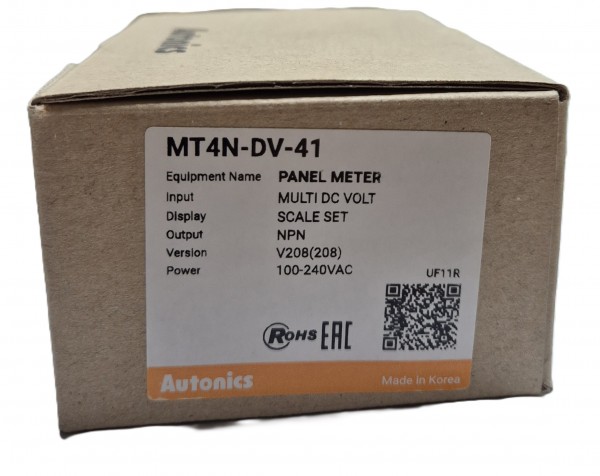 Autonics
MT4N-DV-41
Equipment Name PANEL METER
Input MULTI DC VOLT
Display SCALE SET
Output NPN
Version V208(208)
Power 100-240VAC
UF11R
RoHS EAC
Autonics Made in Korea